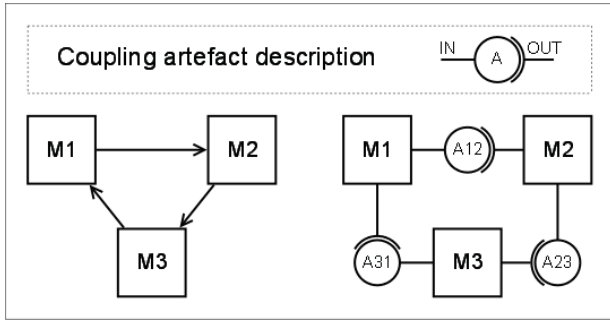 Coupling artefact description
IN
A
OUT
M1
M2
M3
M1
A12
M2
A31
M3
A23